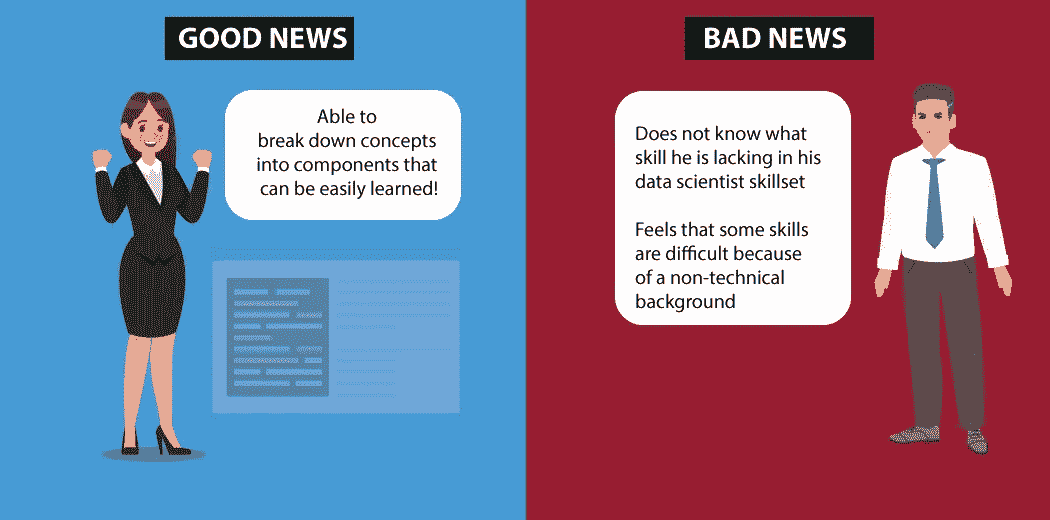 GOOD NEWS
Able to
break down concepts
into components that
can be easily learned!
BAD NEWS
Does not know what
skill he is lacking in his
data scientist skillset
Feels that some skills
are difficult because
of a non-technical
background